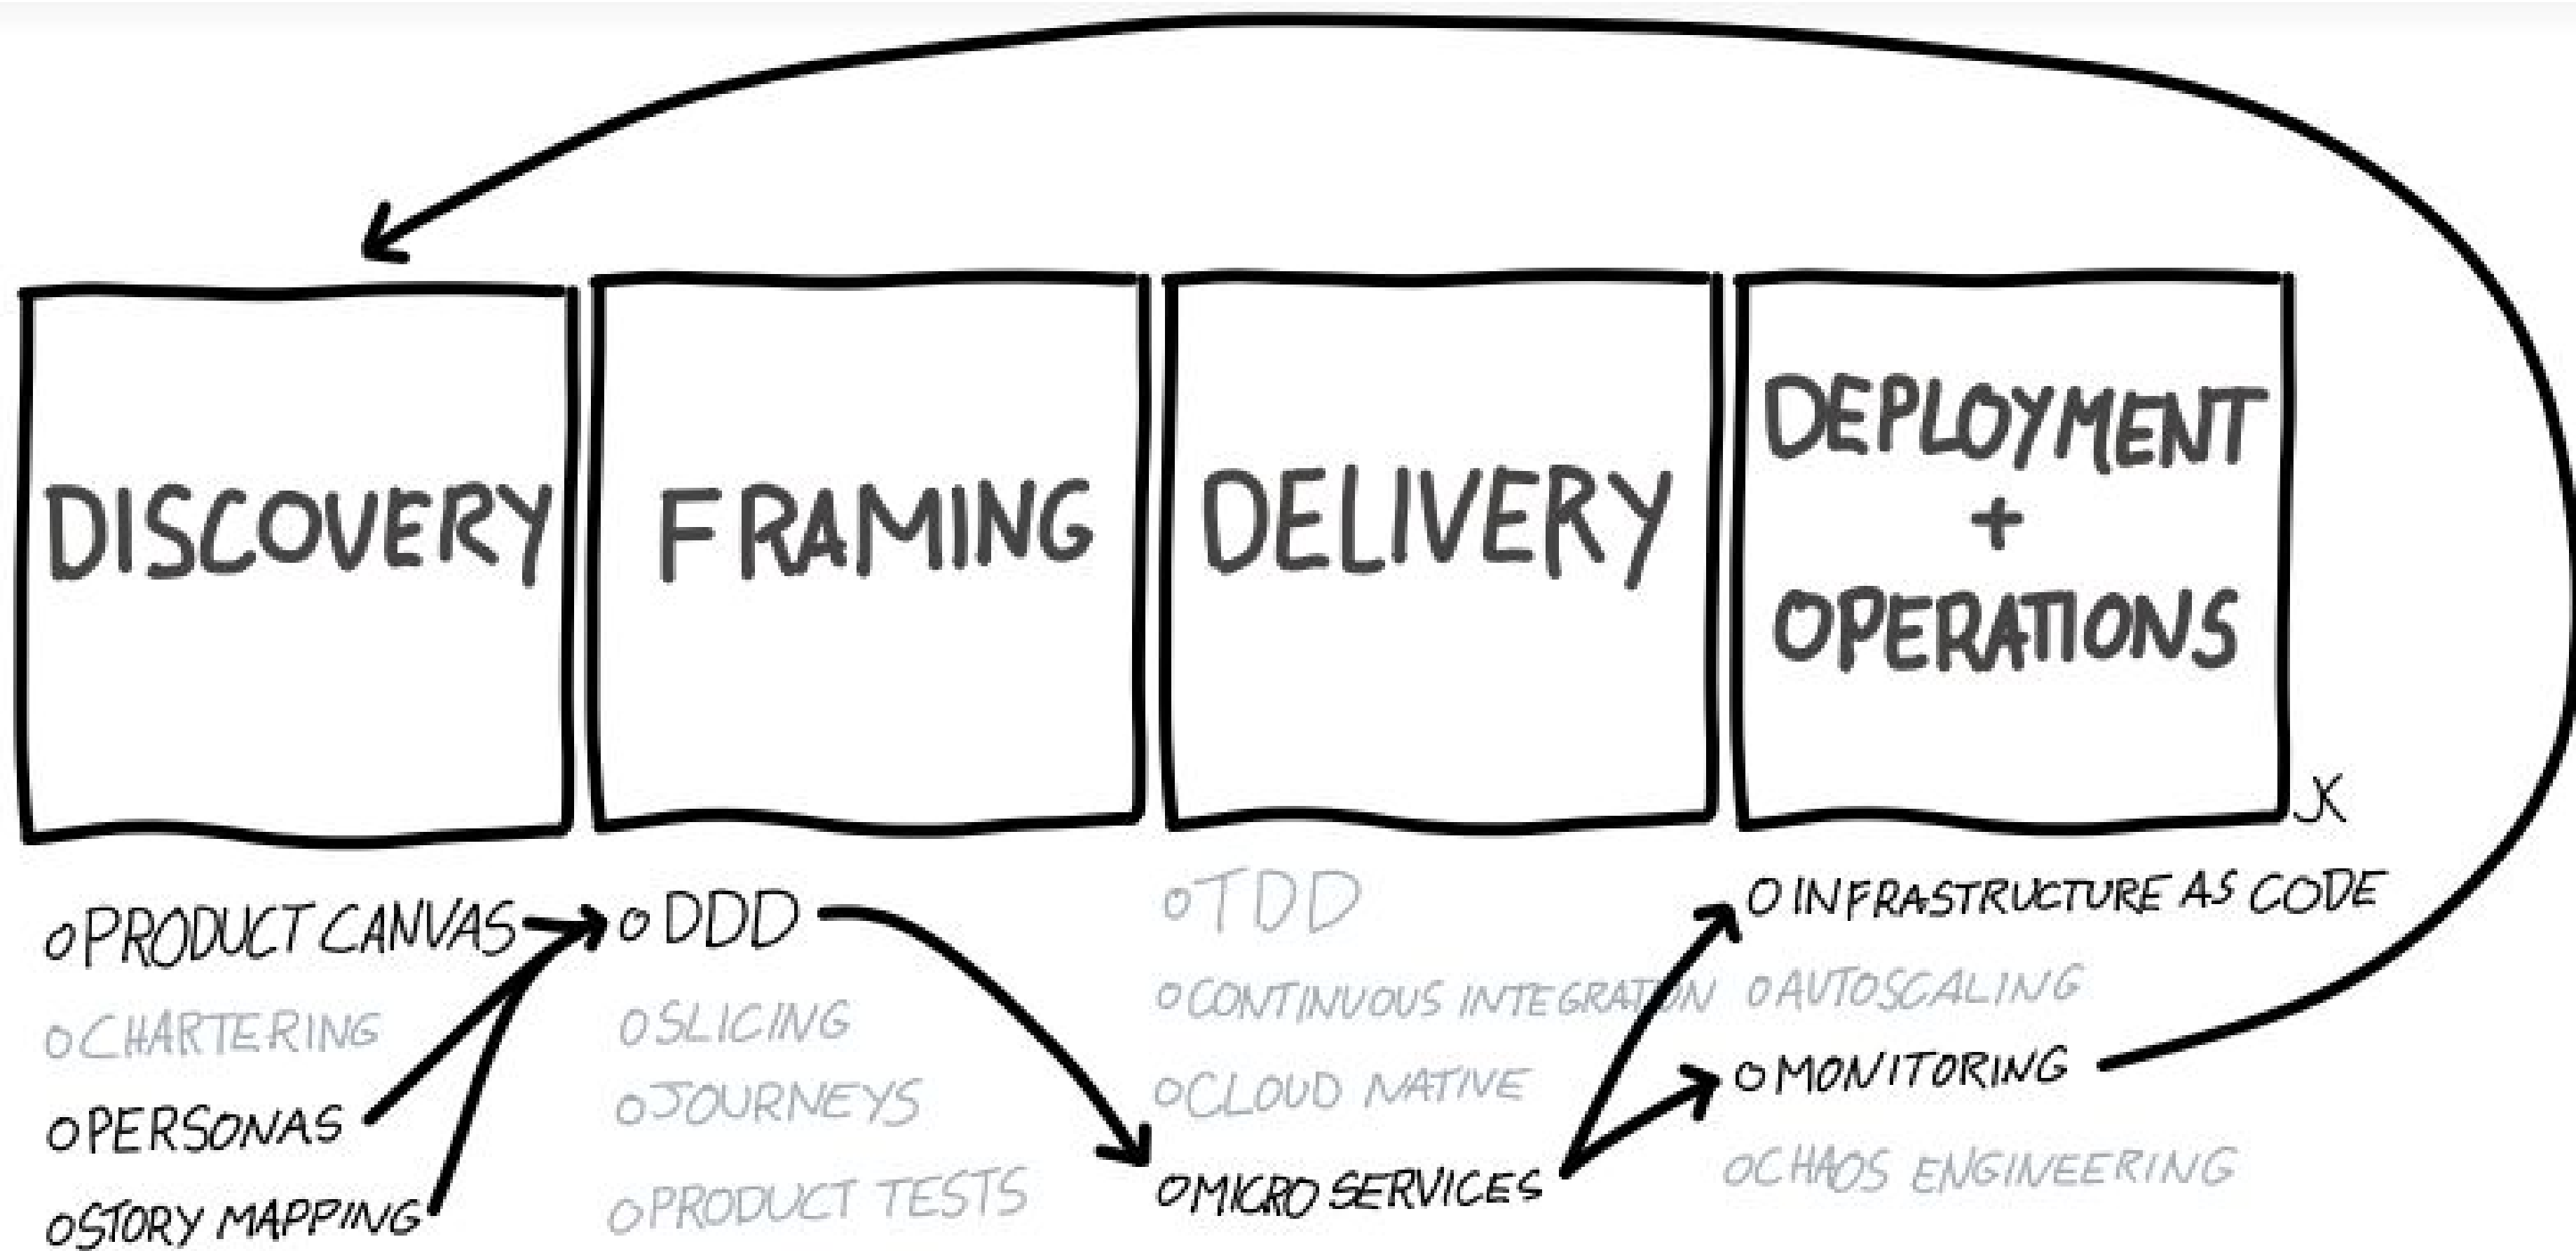 DISCOVERY
FRAMING
DELIVERY
DEPLOYMENT
+
OPERATIONS
JK
O PRODUCT CANVAS
O CHARTERING
O PERSONAS
O STORY MAPPING
O DDD
O SLICING
O JOURNEYS
O PRODUCT TESTS
O TDD
O CONTINUOUS INTEGRATION
O CLOUD NATIVE
O MICRO SERVICES
O INFRASTRUCTURE AS CODE
O AUTOSCALING
O MONITORING
O CHAOS ENGINEERING